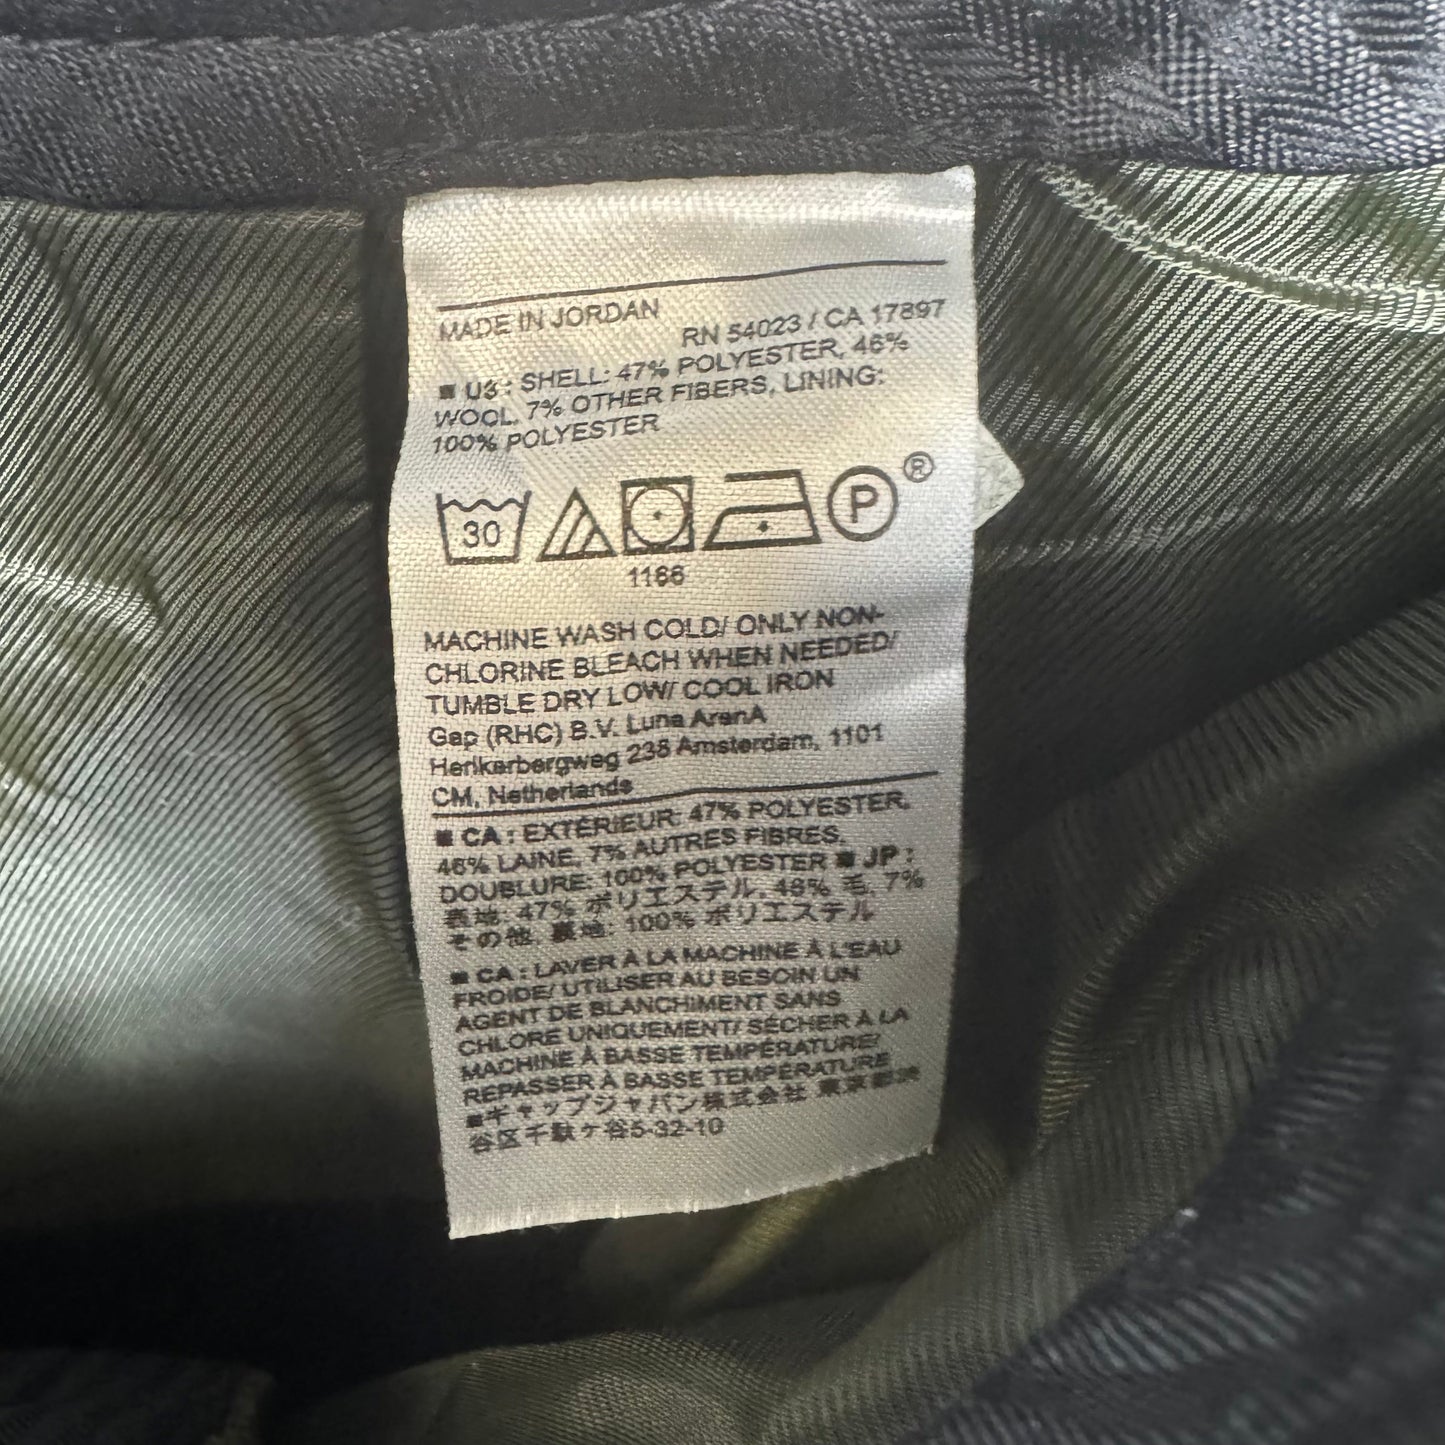 MADE IN JORDAN
RN 54023 / CA 17897
■ US : SHELL: 47% POLYESTER, 46%
WOOL, 7% OTHER FIBERS, LINING:
100% POLYESTER
30 P ®
1166
MACHINE WASH COLD/ ONLY NON-
CHLORINE BLEACH WHEN NEEDED/
TUMBLE DRY LOW/ COOL IRON
Gap (RHC) B.V. Luna ArenA
Herikerbergweg 238 Amsterdam, 1101
CM, Netherlands
■ CA : EXTÉRIEUR: 47% POLYESTER,
46% LAINE, 7% AUTRES FIBRES,
DOUBLURE: 100% POLYESTER ■ JP :
表地: 47% ポリエステル, 46% 毛, 7%
その他, 裏地: 100% ポリエステル
■ CA : LAVER À LA MACHINE À L'EAU
FROIDE/ UTILISER AU BESOIN UN
AGENT DE BLANCHIMENT SANS
CHLORE UNIQUEMENT/ SÉCHER À LA
MACHINE À BASSE TEMPÉRATURE/
REPASSER À BASSE TEMPÉRATURE
■ギャップジャパン株式会社 東京都渋
谷区千駄ヶ谷5-32-10